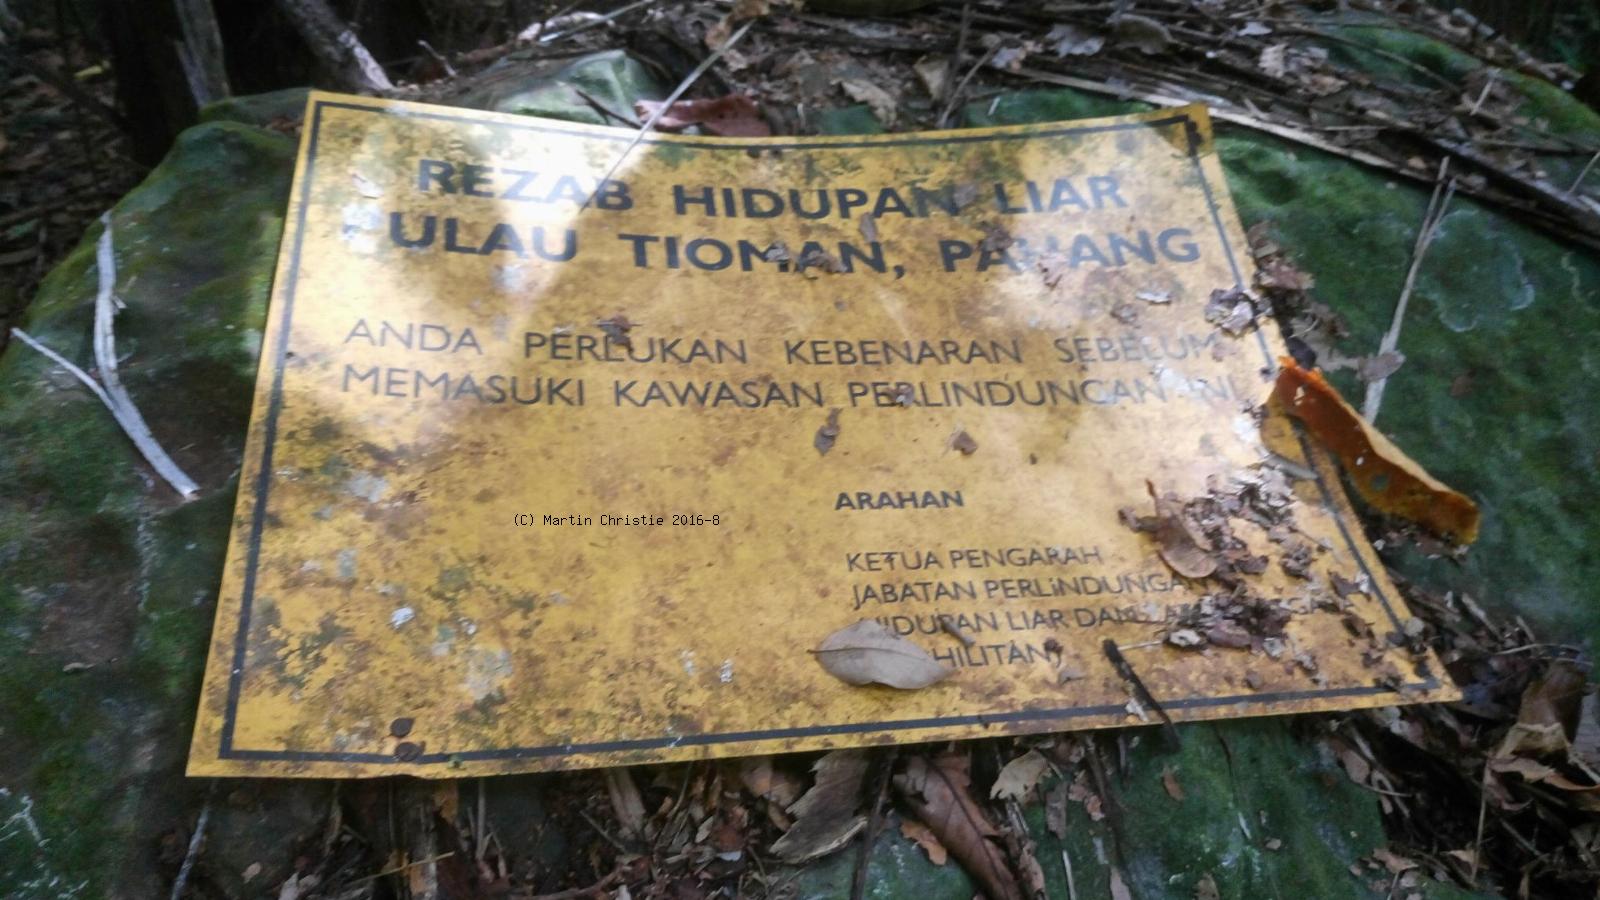 REZAB HIDUPAN LIAR
PULAU TIOMAN, PAHANG
ANDA PERLUKAN KEBENARAN SEBELUM
MEMASUKI KAWASAN PERLINDUNGAN INI
ARAHAN
(C) Martin Christie 2016-8
KETUA PENGARAH
JABATAN PERLINDUNGAN
HIDUPAN LIAR DAN